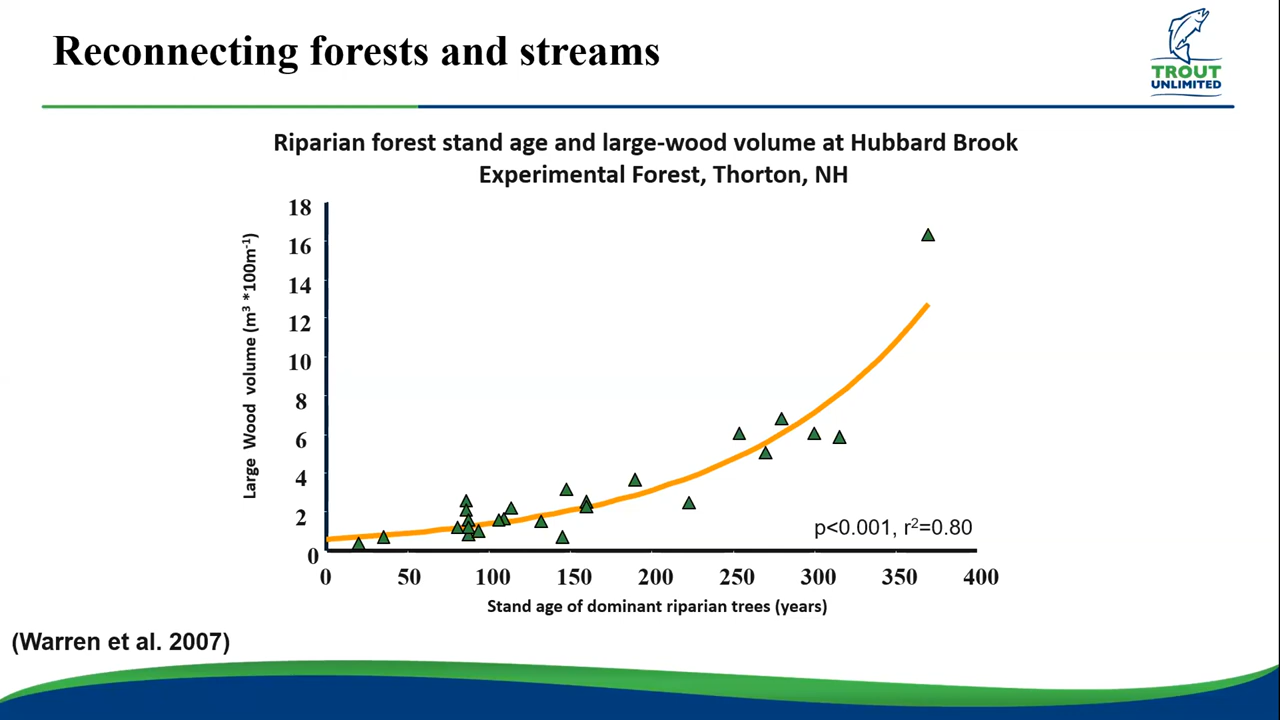 Reconnecting forests and streams
TROUT
UNLIMITED
Riparian forest stand age and large-wood volume at Hubbard Brook
Experimental Forest, Thorton, NH
Large Wood volume (m³ *100m⁻¹)
18
16
14
12
10
8
6
4
2
0
p<0.001, r²=0.80
0 50 100 150 200 250 300 350 400
Stand age of dominant riparian trees (years)
(Warren et al. 2007)